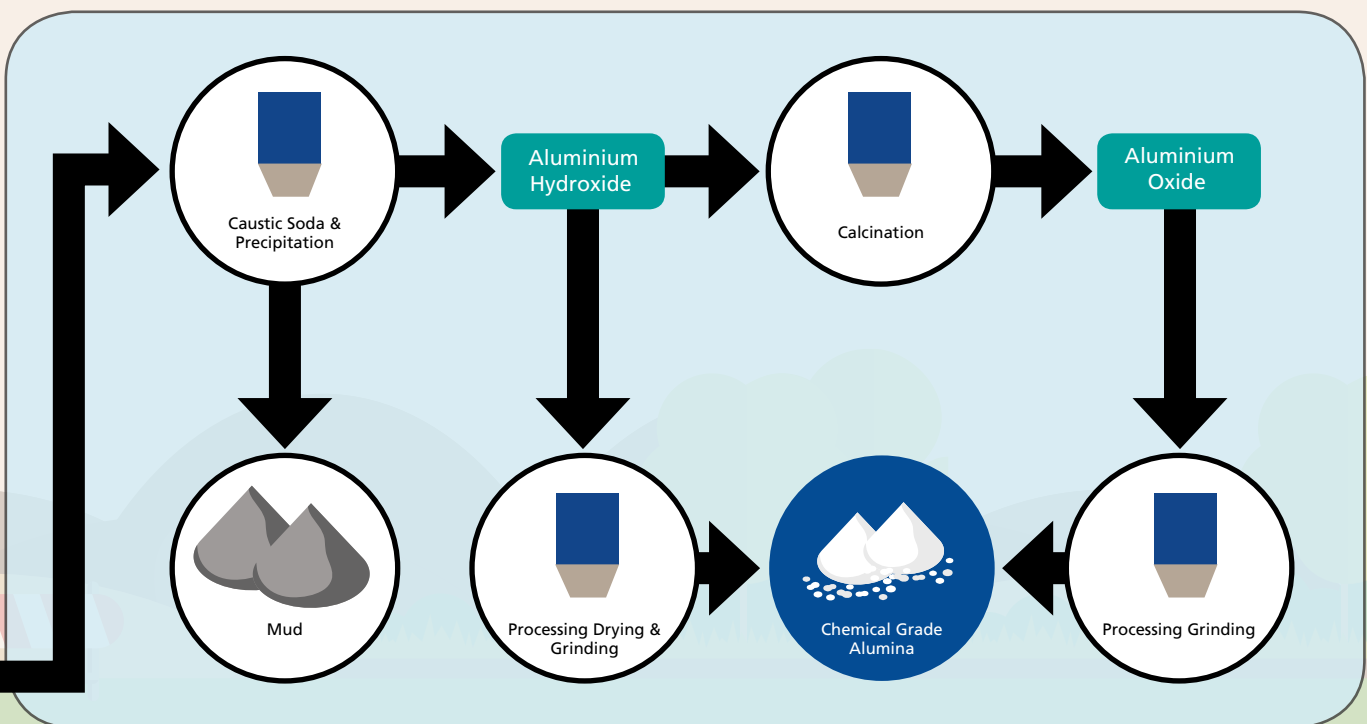 Aluminium
Hydroxide
Aluminium
Oxide
Caustic Soda &
Precipitation
Calcination
Mud
Processing Drying &
Grinding
Chemical Grade
Alumina
Processing Grinding